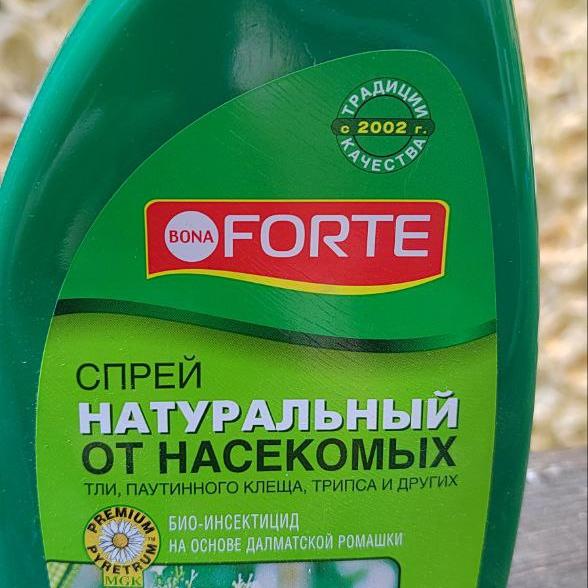 ТРАДИЦИИ
с 2002 г.
КАЧЕСТВА
BONA FORTE
СПРЕЙ
НАТУРАЛЬНЫЙ
ОТ НАСЕКОМЫХ
ТЛИ, ПАУТИННОГО КЛЕЩА, ТРИПСА И ДРУГИХ
PREMIUM
PYRETRUM™
MGK
БИО-ИНСЕКТИЦИД
НА ОСНОВЕ ДАЛМАТСКОЙ РОМАШКИ